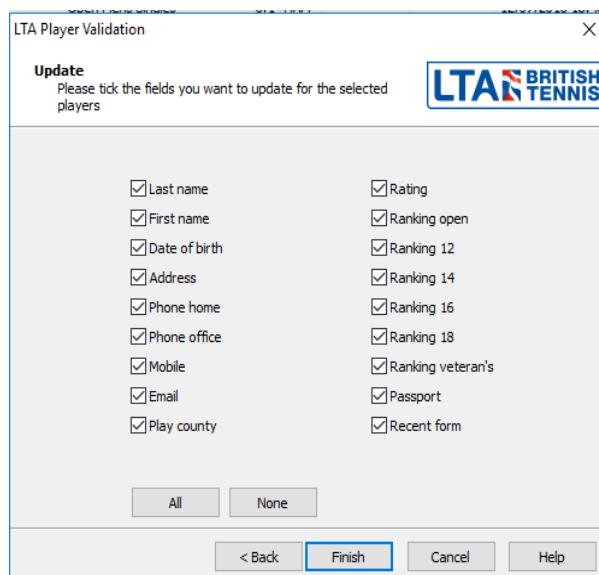 LTA Player Validation
Update
Please tick the fields you want to update for the selected
players
LTA BRITISH
TENNIS
Last name
Rating
First name
Ranking open
Date of birth
Ranking 12
Address
Ranking 14
Phone home
Ranking 16
Phone office
Ranking 18
Mobile
Ranking veteran's
Email
Passport
Play county
Recent form
All
None
< Back
Finish
Cancel
Help